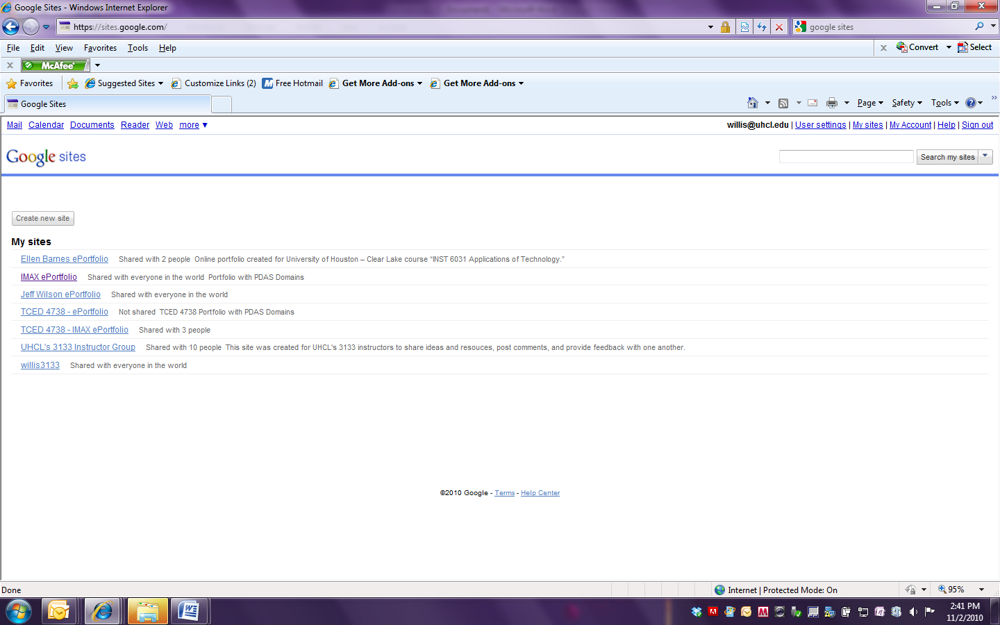 Google Sites - Windows Internet Explorer
https://sites.google.com/
google sites
File Edit View Favorites Tools Help
Convert Select
McAfee
Favorites Suggested Sites Customize Links (2) Free Hotmail Get More Add-ons Get More Add-ons
Google Sites
Page Safety Tools
Mail Calendar Documents Reader Web more ▼
willis@uhcl.edu | User settings | My sites | My Account | Help | Sign out
Google sites
Search my sites
Create new site
My sites
Ellen Barnes ePortfolio Shared with 2 people Online portfolio created for University of Houston – Clear Lake course “INST 6031 Applications of Technology.”
IMAX ePortfolio Shared with everyone in the world Portfolio with PDAS Domains
Jeff Wilson ePortfolio Shared with everyone in the world
TCED 4738 - ePortfolio Not shared TCED 4738 Portfolio with PDAS Domains
TCED 4738 - IMAX ePortfolio Shared with 3 people
UHCL's 3133 Instructor Group Shared with 10 people This site was created for UHCL's 3133 instructors to share ideas and resouces, post comments, and provide feedback with one another.
willis3133 Shared with everyone in the world
©2010 Google - Terms - Help Center
Done
Internet | Protected Mode: On
95%
2:41 PM
11/2/2010